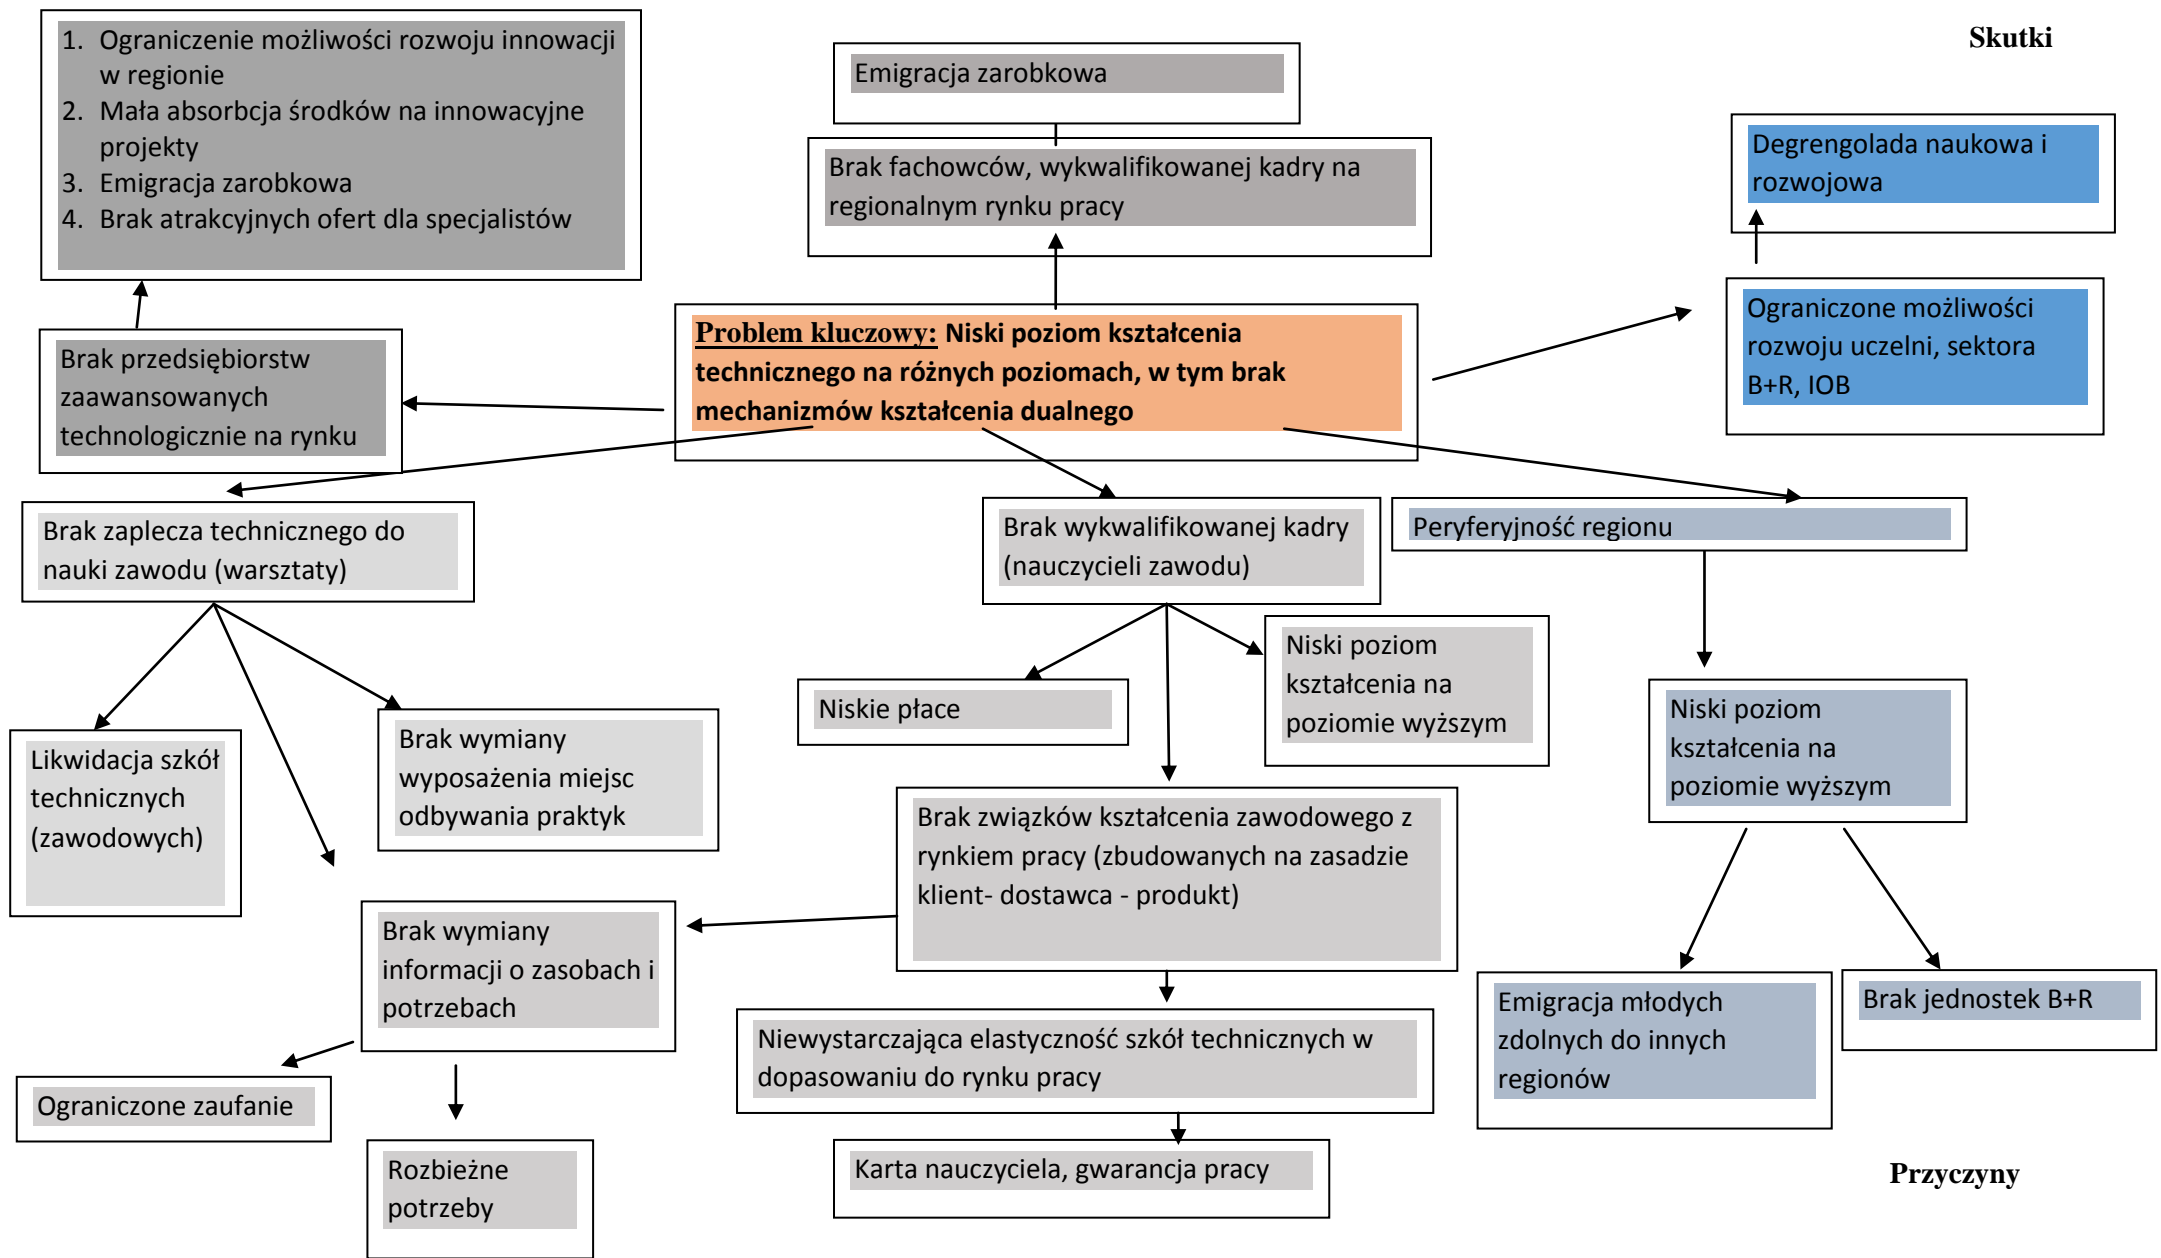 1. Ograniczenie możliwości rozwoju innowacji
w regionie
2. Mała absorbcja środków na innowacyjne
projekty
3. Emigracja zarobkowa
4. Brak atrakcyjnych ofert dla specjalistów
Emigracja zarobkowa
Skutki
Brak fachowców, wykwalifikowanej kadry na
regionalnym rynku pracy
Degrengolada naukowa i
rozwojowa
Brak przedsiębiorstw
zaawansowanych
technologicznie na rynku
Problem kluczowy: Niski poziom kształcenia
technicznego na różnych poziomach, w tym brak
mechanizmów kształcenia dualnego
Ograniczone możliwości
rozwoju uczelni, sektora
B+R, IOB
Brak zaplecza technicznego do
nauki zawodu (warsztaty)
Brak wykwalifikowanej kadry
(nauczycieli zawodu)
Peryferyjność regionu
Niskie płace
Niski poziom
kształcenia na
poziomie wyższym
Niski poziom
kształcenia na
poziomie wyższym
Likwidacja szkół
technicznych
(zawodowych)
Brak wymiany
wyposażenia miejsc
odbywania praktyk
Brak związków kształcenia zawodowego z
rynkiem pracy (zbudowanych na zasadzie
klient- dostawca - produkt)
Brak wymiany
informacji o zasobach i
potrzebach
Emigracja młodych
zdolnych do innych
regionów
Brak jednostek B+R
Niewystarczająca elastyczność szkół technicznych w
dopasowaniu do rynku pracy
Ograniczone zaufanie
Rozbieżne
potrzeby
Karta nauczyciela, gwarancja pracy
Przyczyny